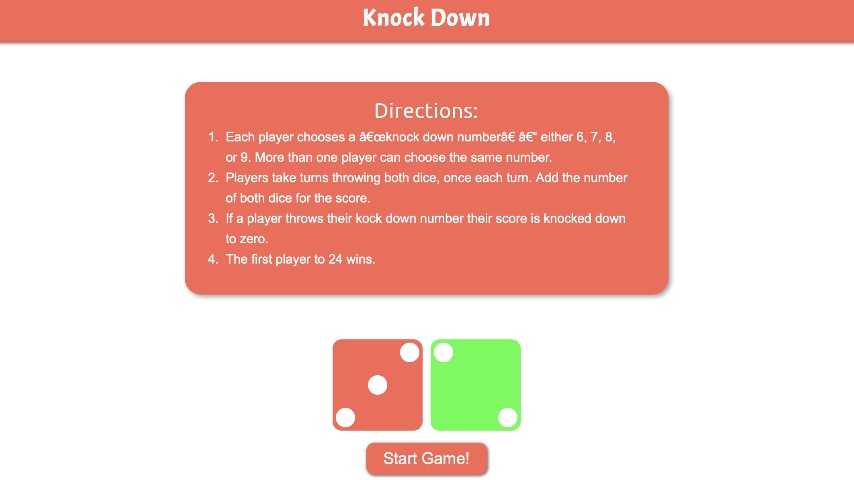 Knock Down
Directions:
1. Each player chooses a â€œknock down numberâ€ â€“ either 6, 7, 8,
or 9. More than one player can choose the same number.
2. Players take turns throwing both dice, once each turn. Add the number
of both dice for the score.
3. If a player throws their kock down number their score is knocked down
to zero.
4. The first player to 24 wins.
Start Game!